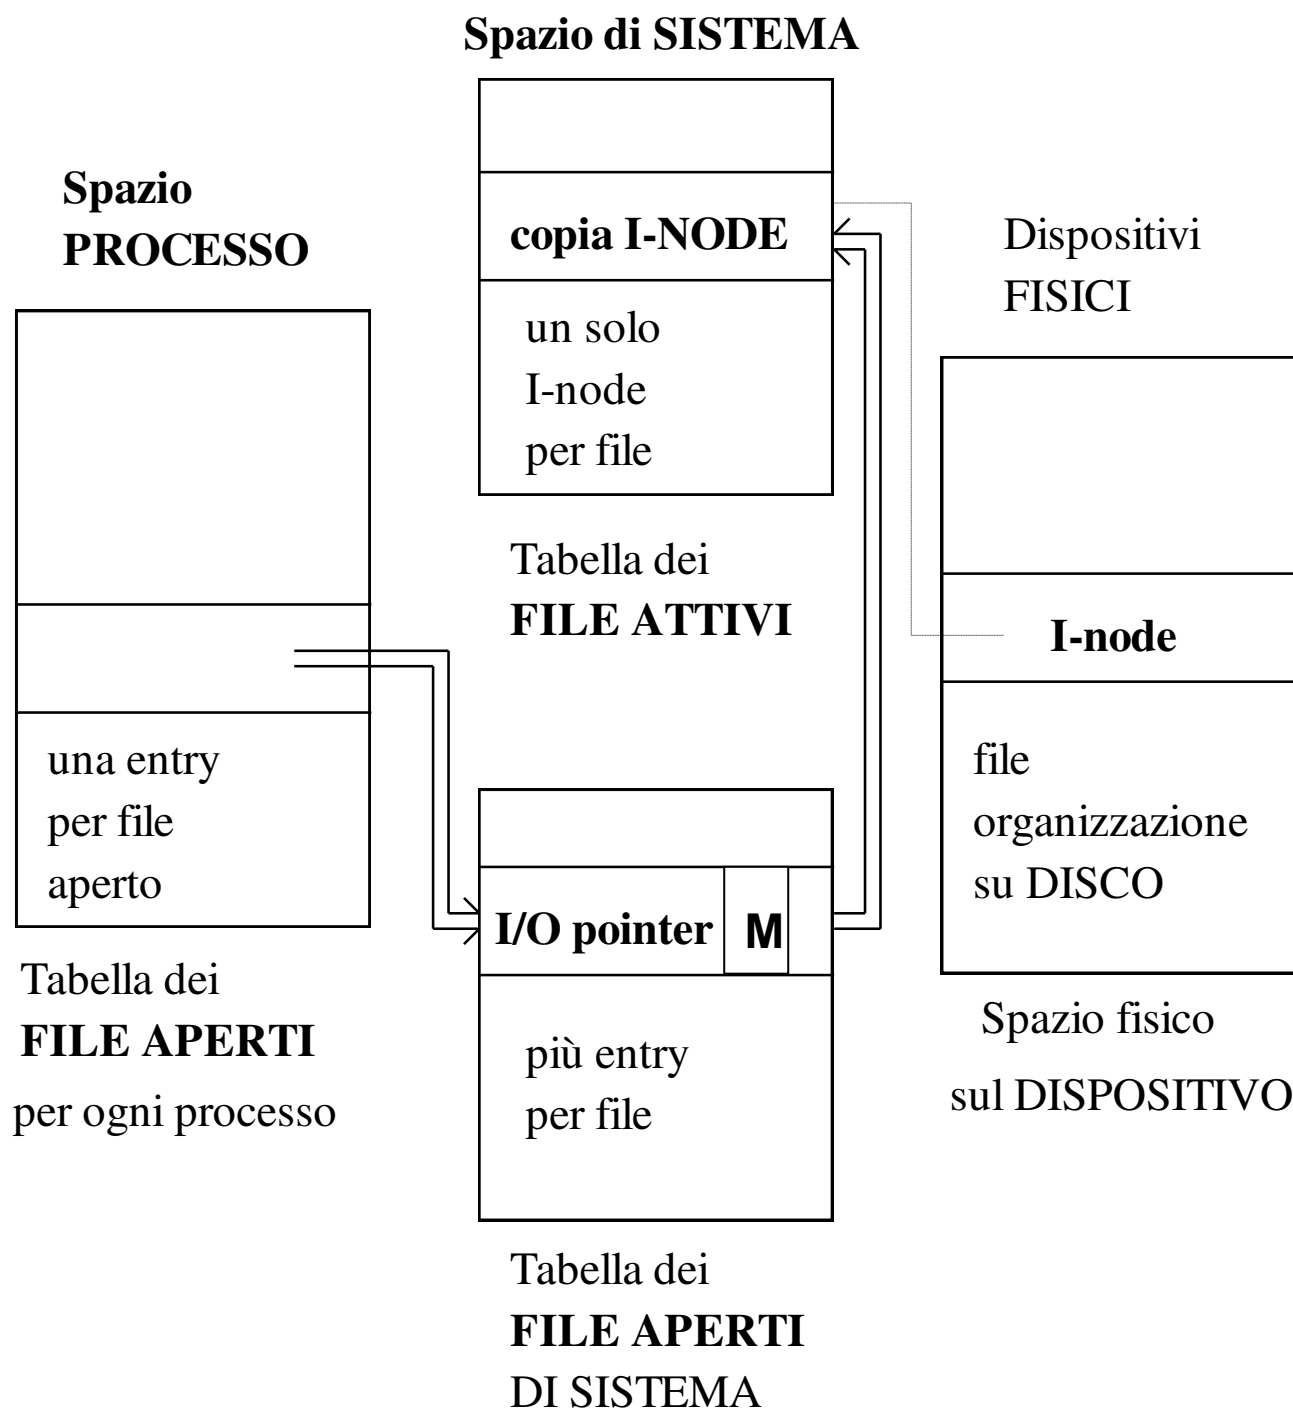 Spazio di SISTEMA
Spazio
PROCESSO
copia I-NODE
un solo
I-node
per file
Tabella dei
FILE ATTIVI
Dispositivi
FISICI
I-node
file
organizzazione
su DISCO
Spazio fisico
sul DISPOSITIVO
una entry
per file
aperto
Tabella dei
FILE APERTI
per ogni processo
I/O pointer M
più entry
per file
Tabella dei
FILE APERTI
DI SISTEMA